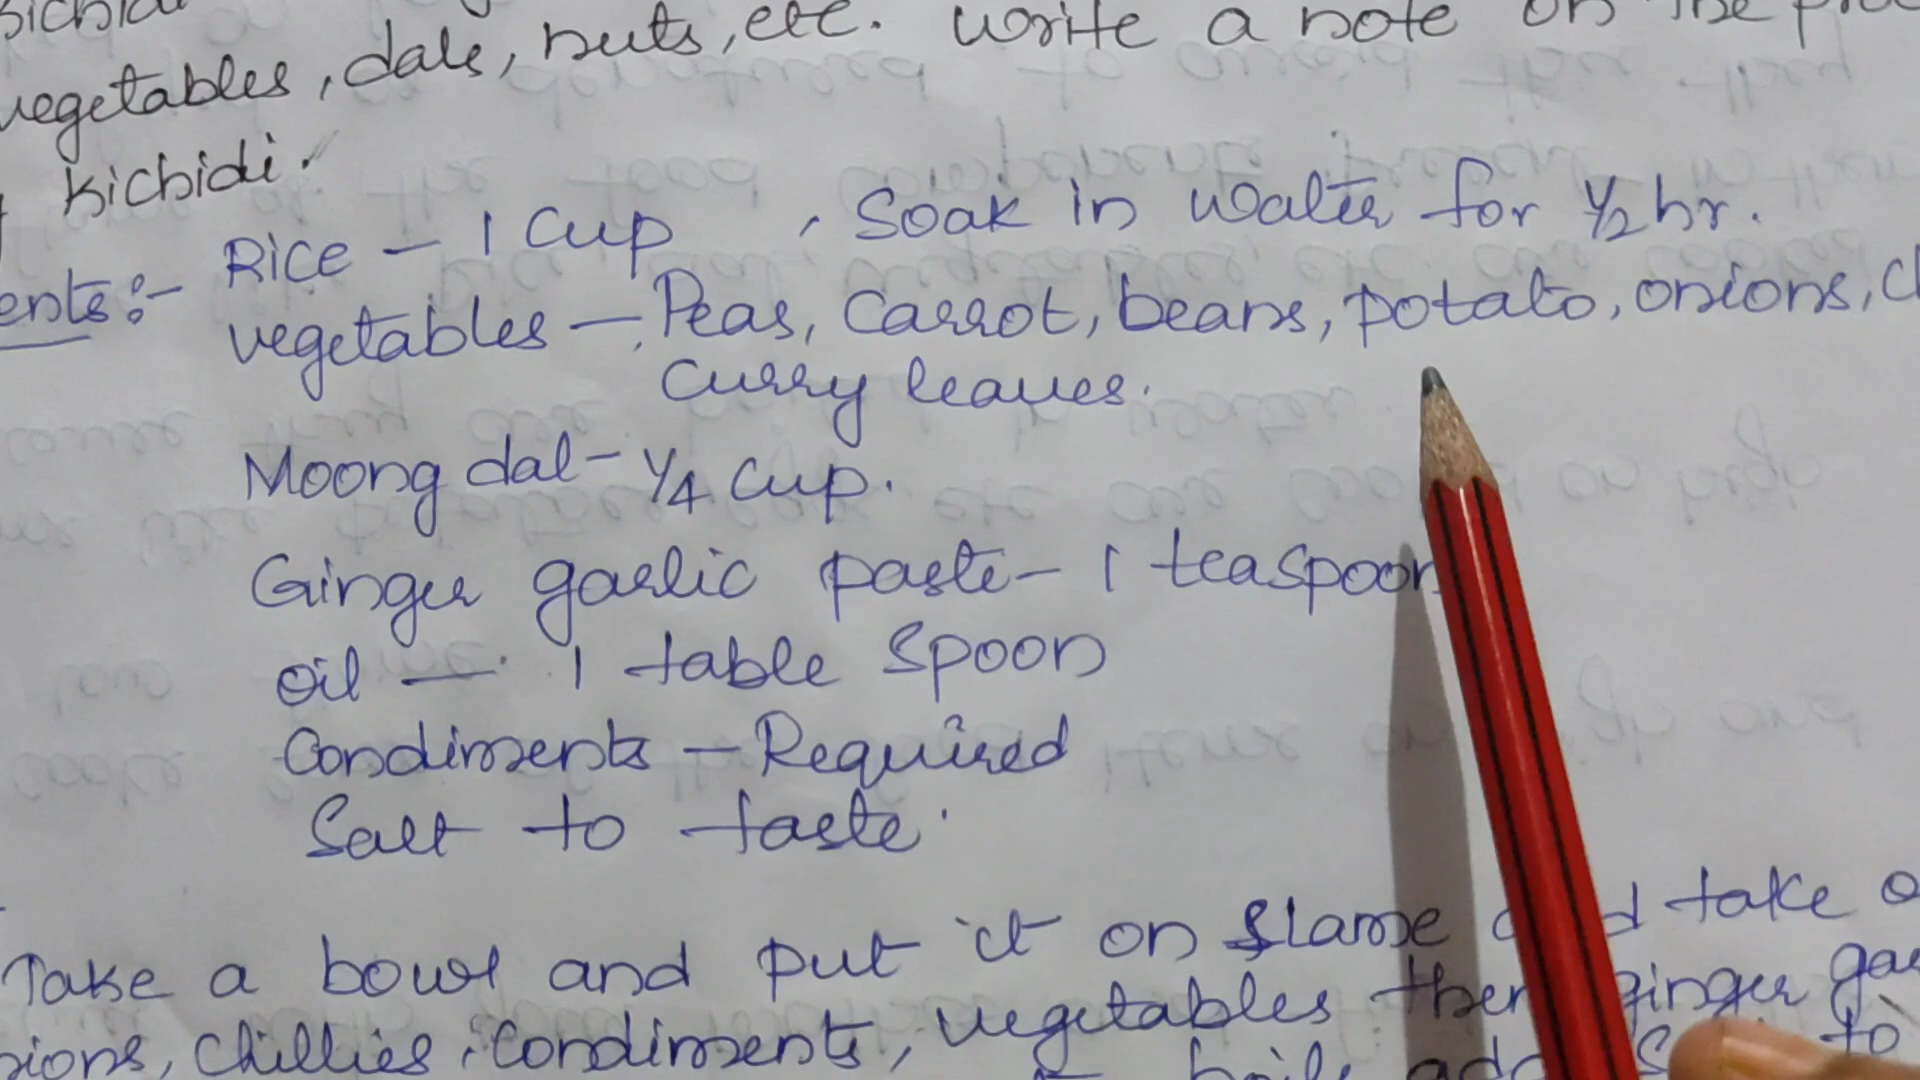 vegetables, dals, nuts, etc. write a note on the
kichidi.
Rice - 1 cup , Soak in water for 1/2 hr.
ents:- vegetables - Peas, Carrot, beans, potato, onions,
Curry leaves.
Moong dal - 1/4 cup.
Ginger garlic paste - 1 teaspoon
oil - 1 table spoon
Condiments - Required
Salt to taste.
Take a bowl and put it on flame take
chillies, condiments, vegetables then ginger
to